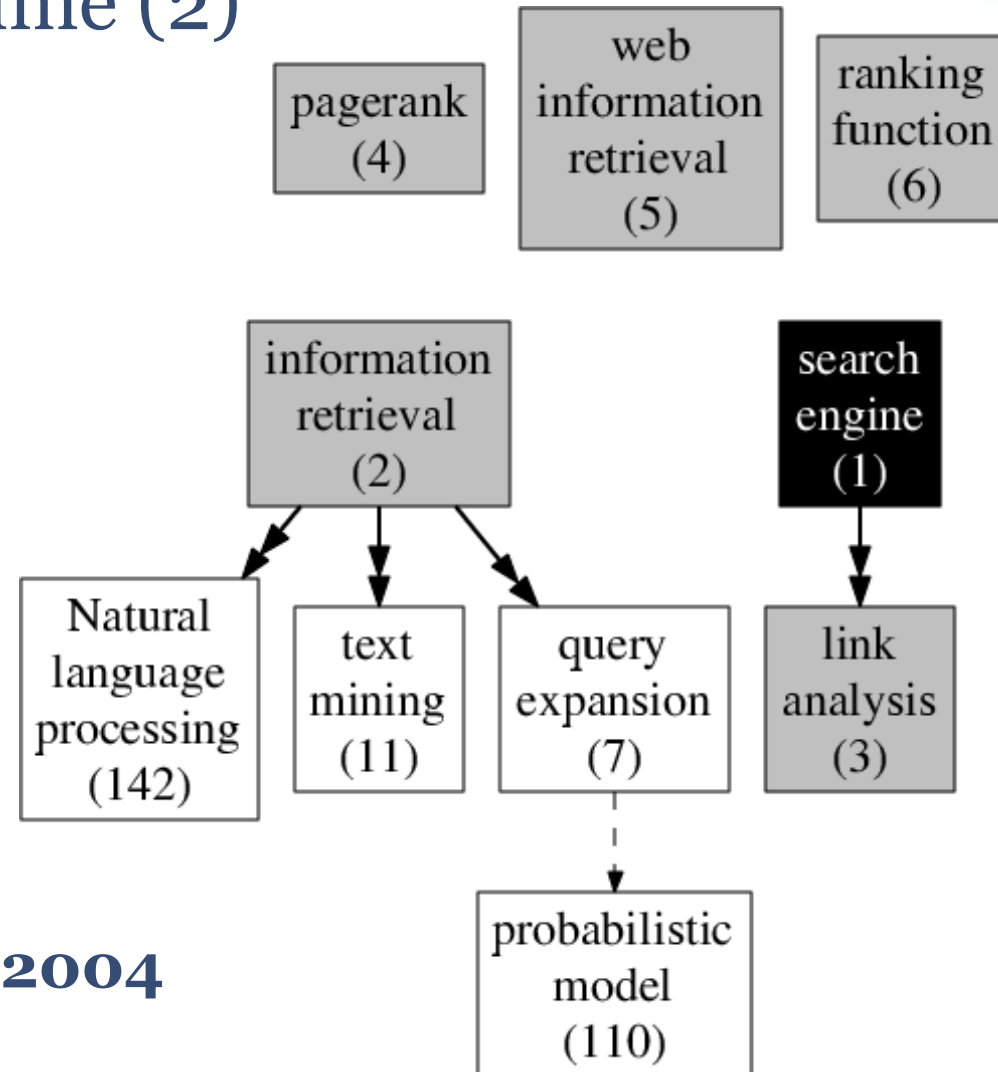 (2)
pagerank
(4)
web
information
retrieval
(5)
ranking
function
(6)
information
retrieval
(2)
search
engine
(1)
Natural
language
processing
(142)
text
mining
(11)
query
expansion
(7)
link
analysis
(3)
probabilistic
model
(110)
2004